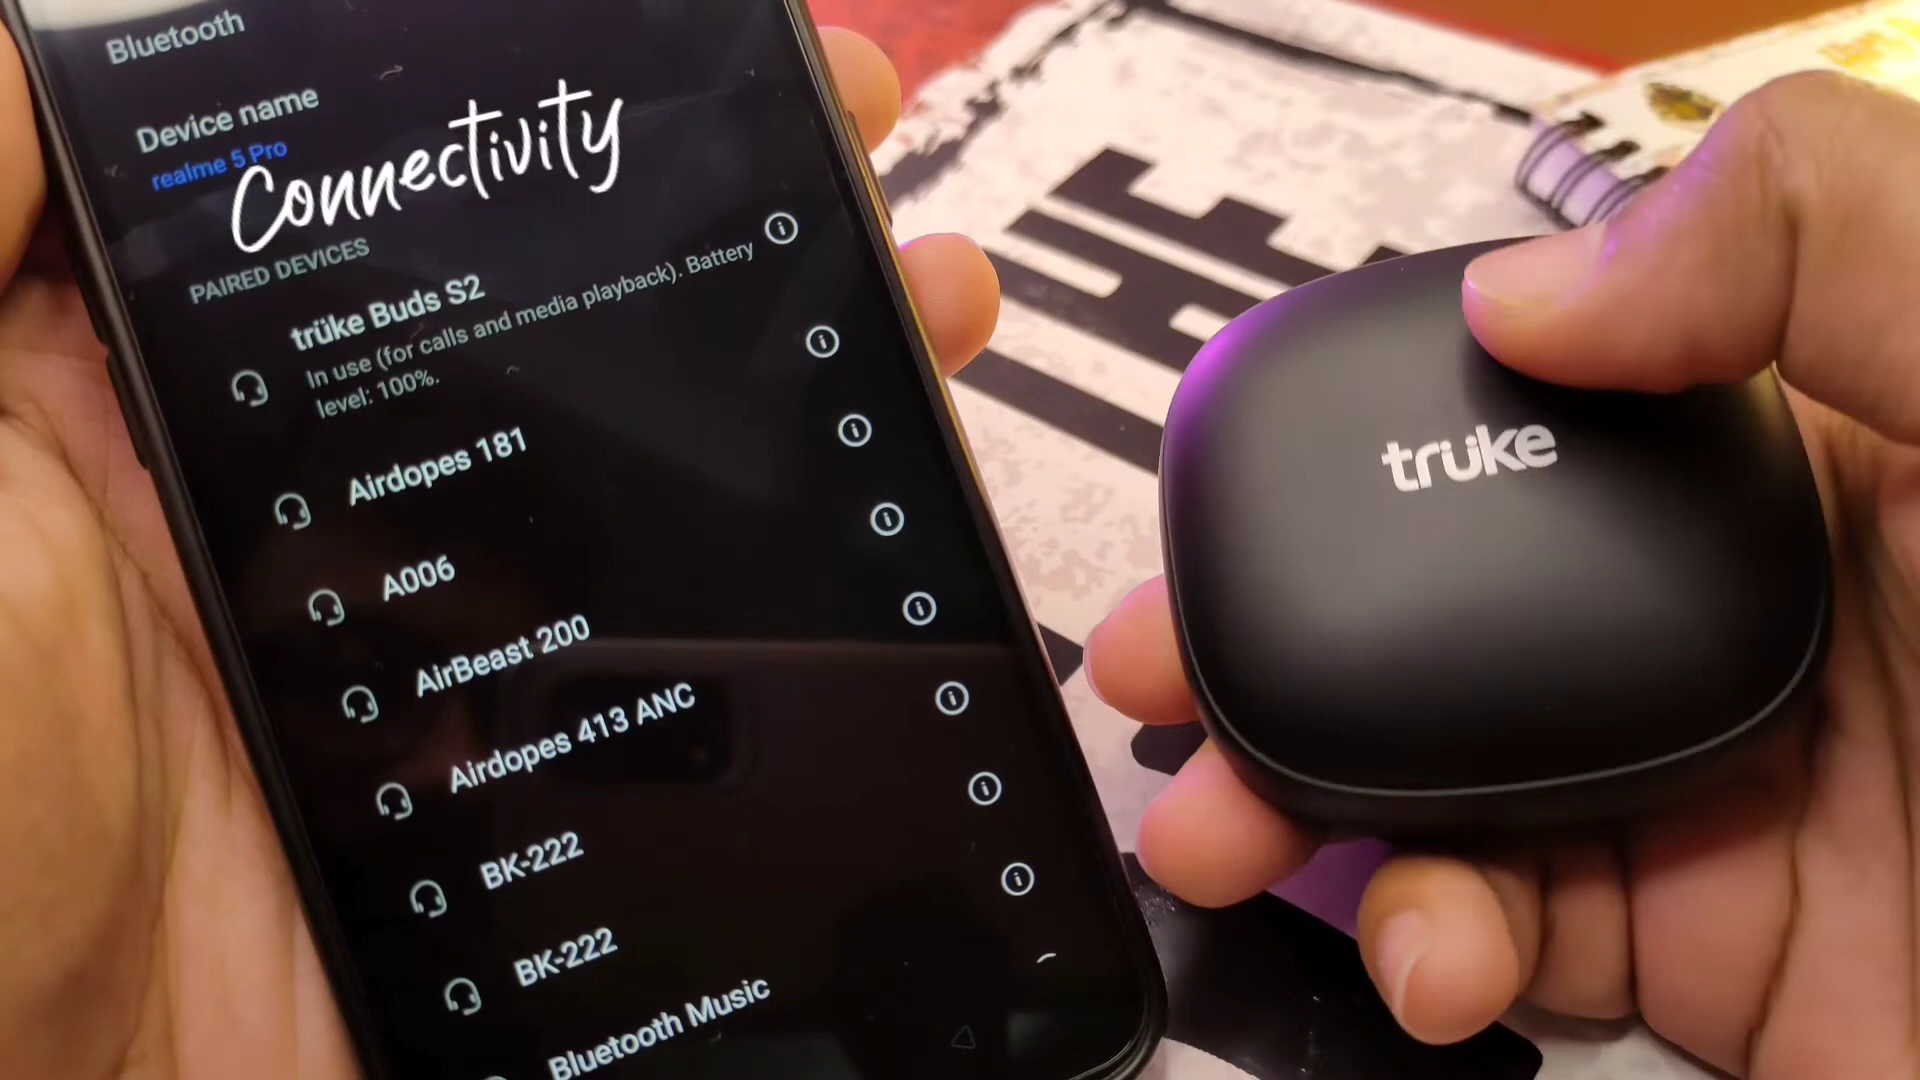 Bluetooth
Device name
realme 5 Pro
Connectivity
PAIRED DEVICES
trüke Buds S2
In use (for calls and media playback). Battery
level: 100%.
Airdopes 181
A006
AirBeast 200
Airdopes 413 ANC
BK-222
BK-222
Bluetooth Music
trüke